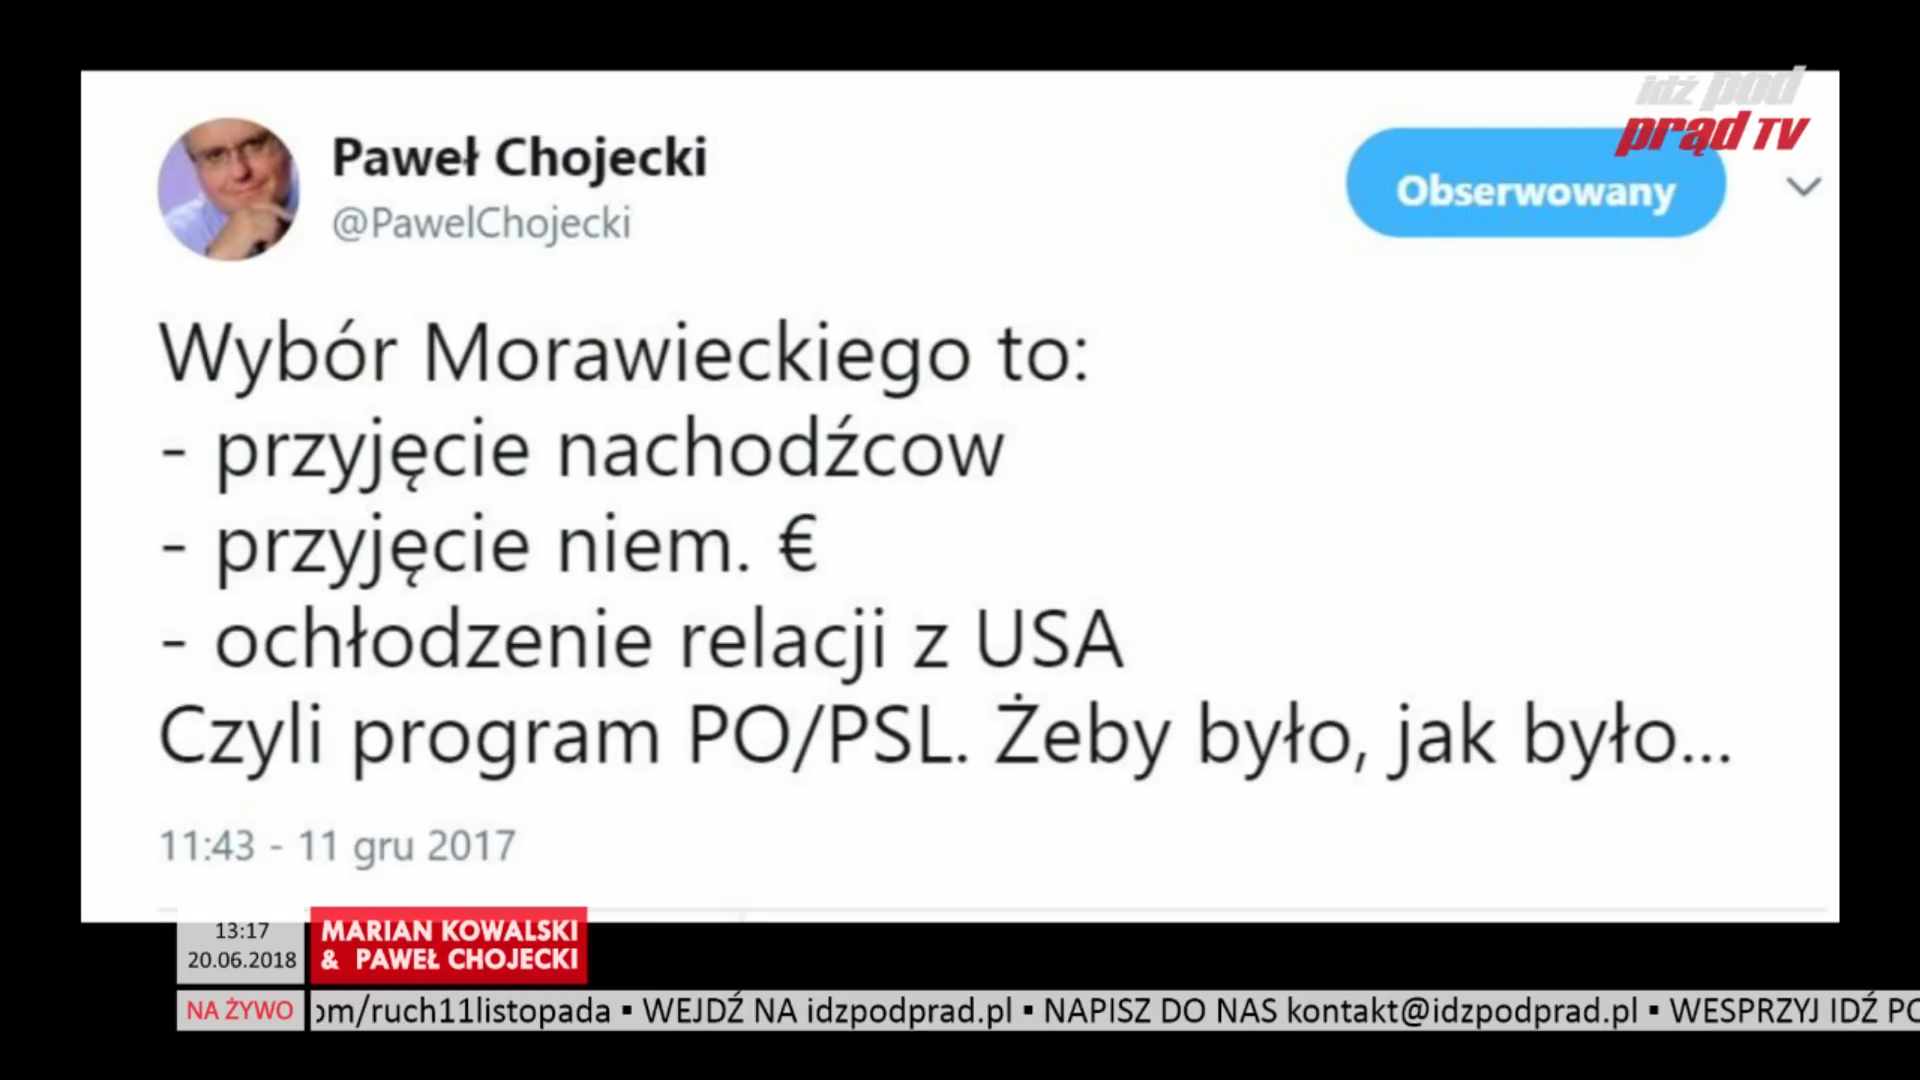 idź pod
prąd TV
Paweł Chojecki
@PawelChojecki
Obserwowany
Wybór Morawieckiego to:
- przyjęcie nachodźcow
- przyjęcie niem. €
- ochłodzenie relacji z USA
Czyli program PO/PSL. Żeby było, jak było...
11:43 - 11 gru 2017
13:17
20.06.2018
MARIAN KOWALSKI
& PAWEŁ CHOJECKI
NA ŻYWO
om/ruch11listopada ▪ WEJDŹ NA idzpodprad.pl ▪ NAPISZ DO NAS kontakt@idzpodprad.pl ▪ WESPRZYJ IDŹ PO